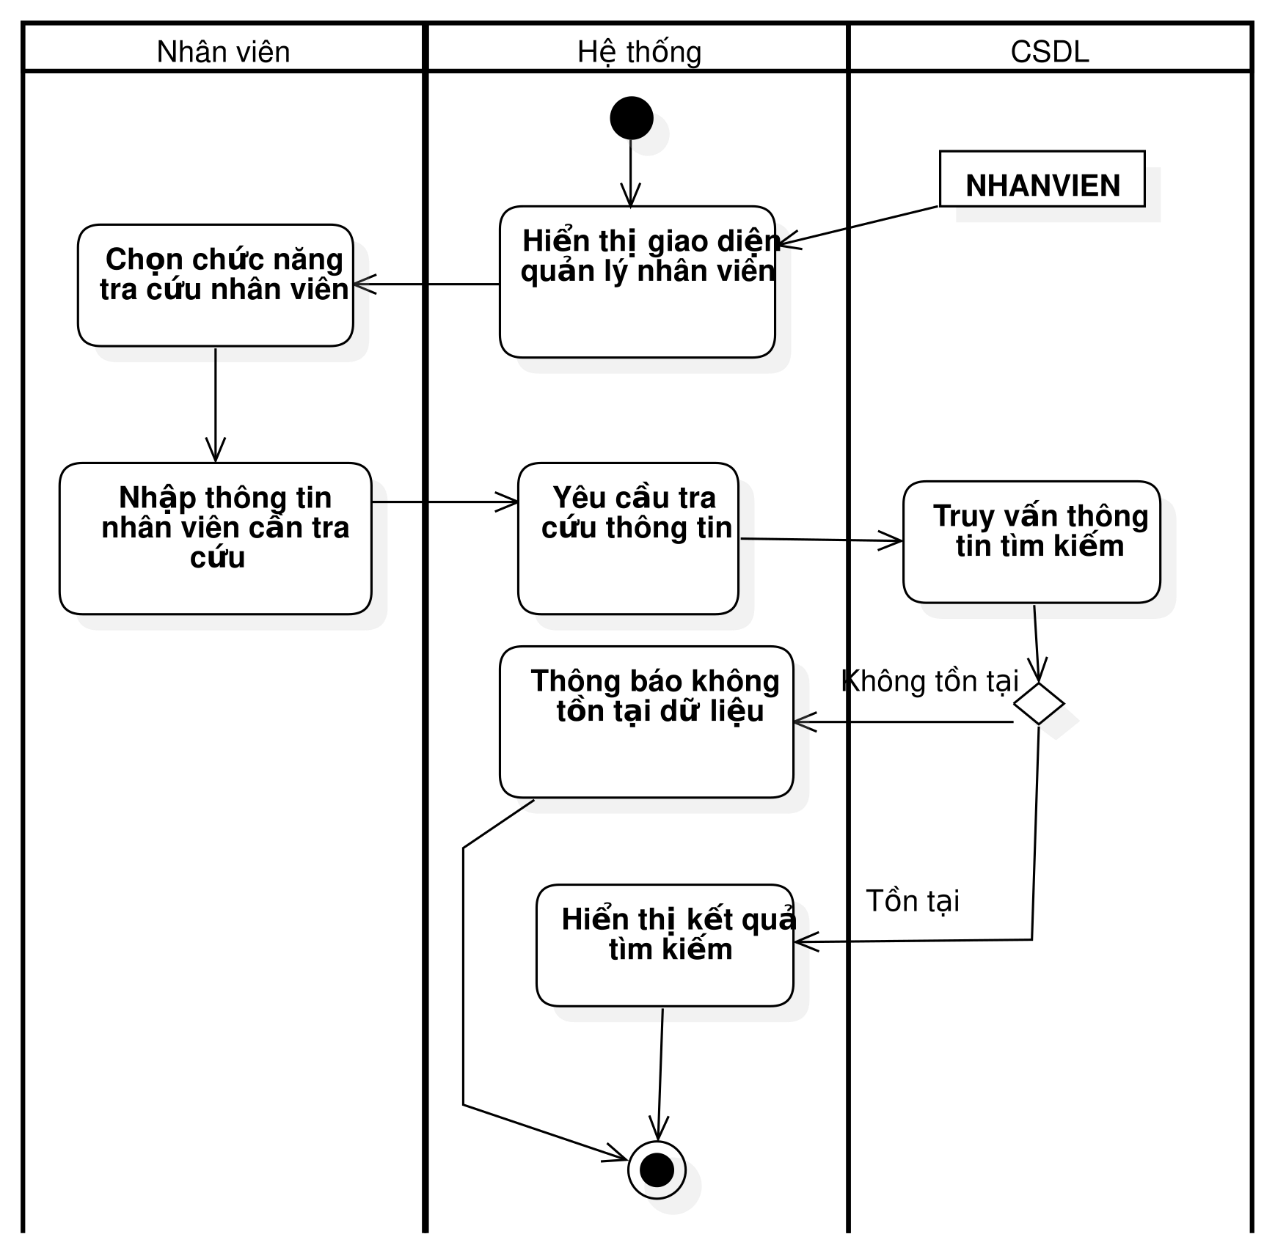 Nhân viên
Hệ thống
CSDL
NHANVIEN
Hiển thị giao diện
quản lý nhân viên
Chọn chức năng
tra cứu nhân viên
Nhập thông tin
nhân viên cần tra
cứu
Yêu cầu tra
cứu thông tin
Truy vấn thông
tin tìm kiếm
Không tồn tại
Thông báo không
tồn tại dữ liệu
Tồn tại
Hiển thị kết quả
tìm kiếm